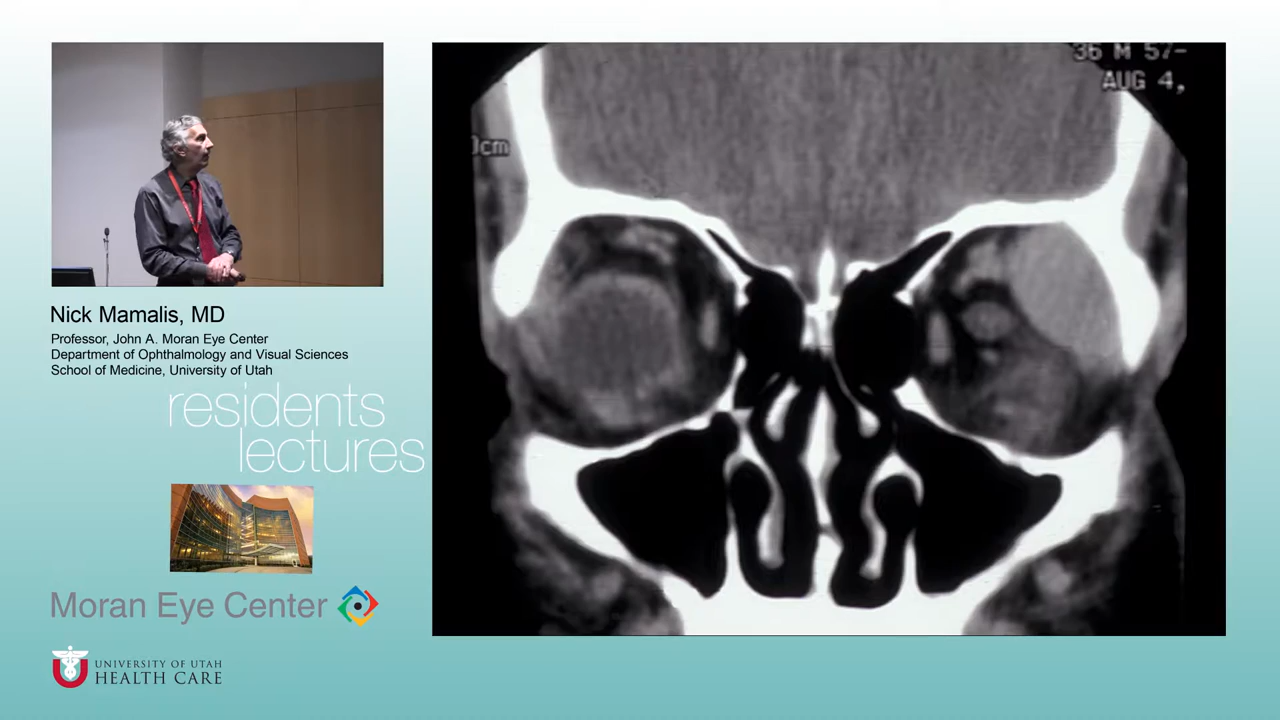 Nick Mamalis, MD
Professor, John A. Moran Eye Center
Department of Ophthalmology and Visual Sciences
School of Medicine, University of Utah
residents
lectures
Moran Eye Center
UNIVERSITY OF UTAH
HEALTH CARE
36 M 57-
AUG 4,
0cm